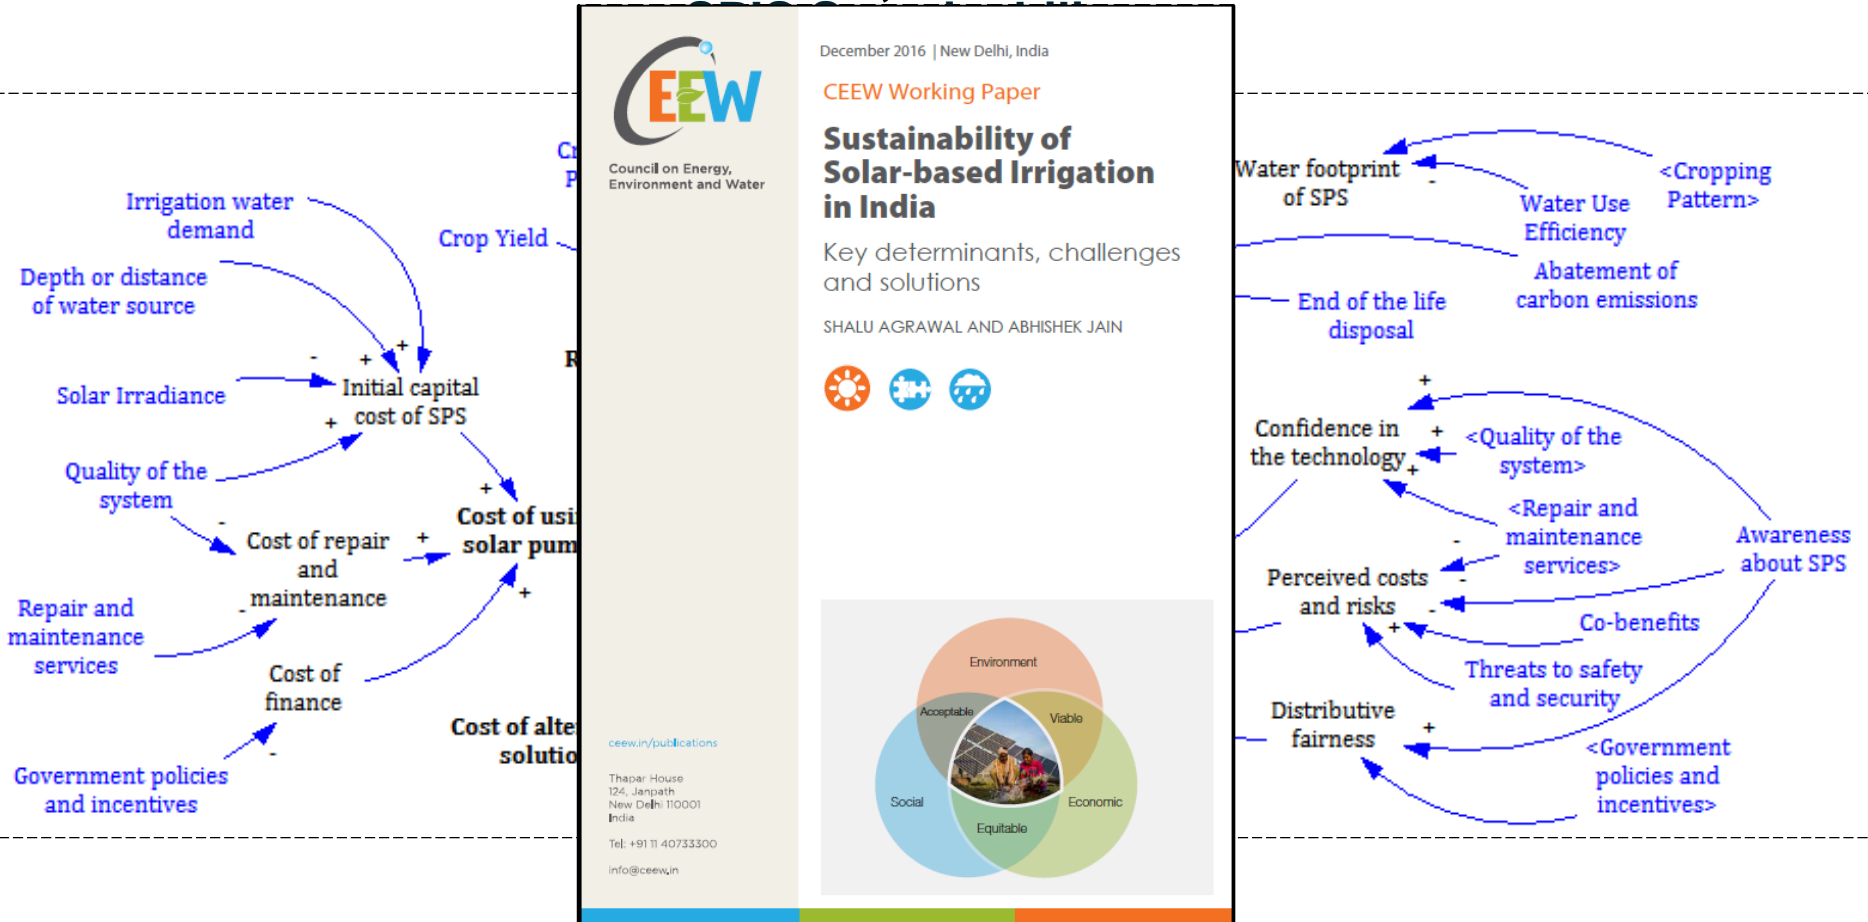 Irrigation water
demand
Crop Yield
Depth or distance
of water source
Solar Irradiance
- + +
Initial capital
cost of SPS
+
Quality of the
system
+
-
Cost of
solar
Cost of repair
and
maintenance
+
+
-
Repair and
maintenance
services
Cost of
finance
Cost of
-
Government policies
and incentives
CEEW
Council on Energy,
Environment and Water
ceew.in/publications
Thapar House
124, Janpath
New Delhi 110001
India
Tel: +91 11 40733300
info@ceew.in
December 2016 | New Delhi, India
CEEW Working Paper
Sustainability of
Solar-based Irrigation
in India
Key determinants, challenges
and solutions
SHALU AGRAWAL AND ABHISHEK JAIN
Environment
Acceptable
Viable
Social
Economic
Equitable
Water footprint
of SPS
-
<Cropping
Pattern>
Water Use
Efficiency
Abatement of
carbon emissions
End of the life
disposal
+
Confidence in
the technology
+
+
<Quality of the
system>
<Repair and
maintenance
services>
Awareness
about SPS
-
-
-
+
Perceived costs
and risks
Co-benefits
Threats to safety
and security
Distributive
fairness
+
<Government
policies and
incentives>